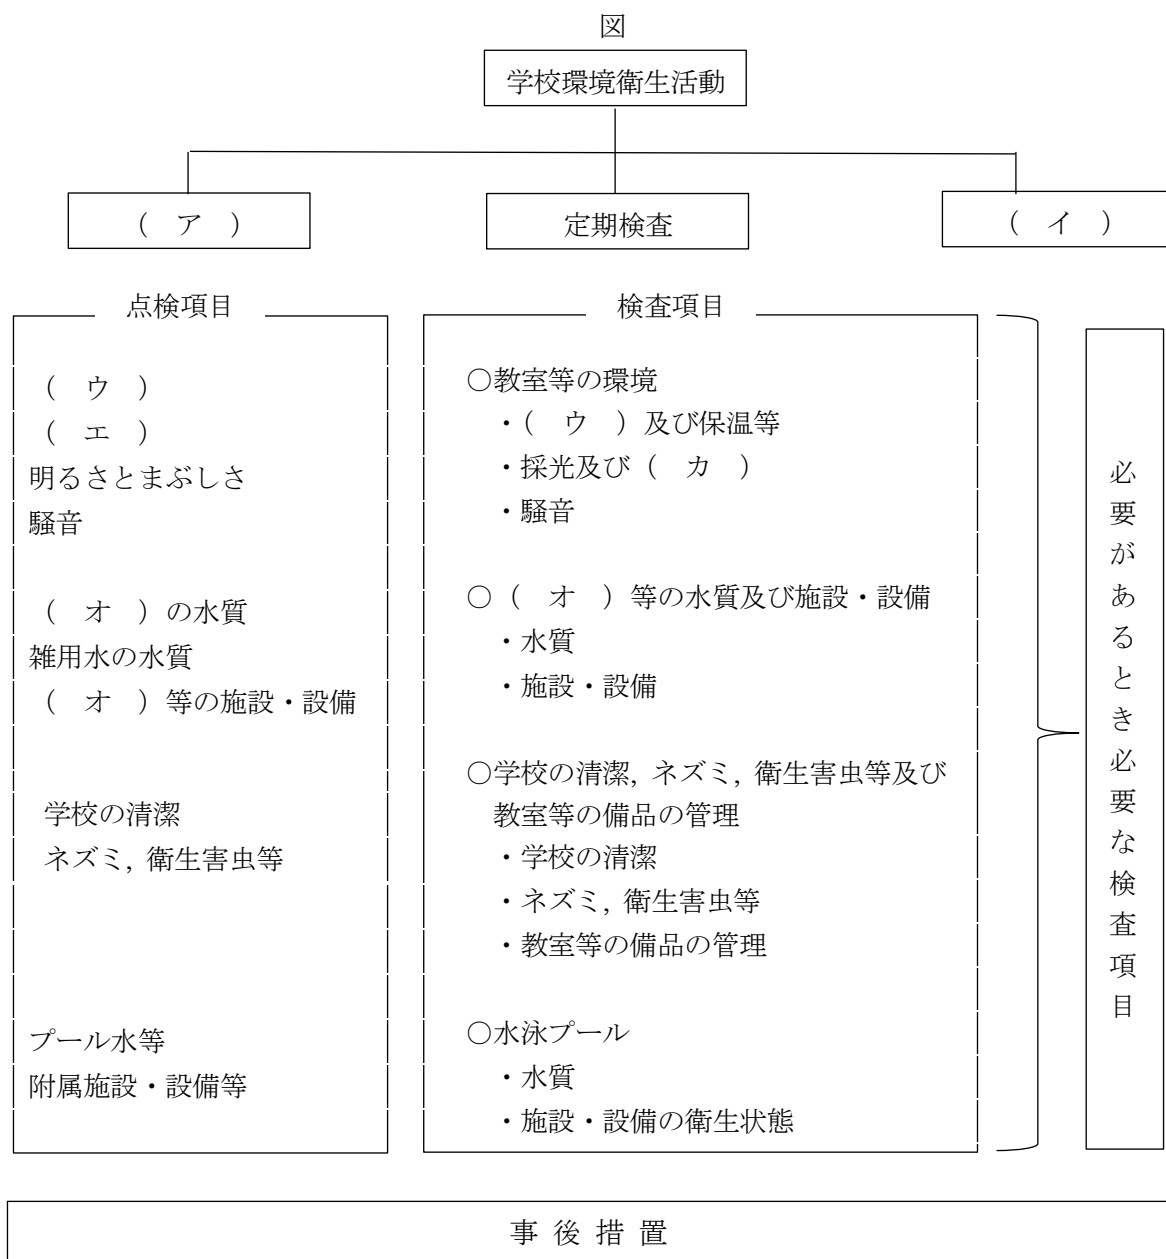 図
学校環境衛生活動
( ア )
定期検査
( イ )
点検項目
( ウ )
( エ )
明るさとまぶしさ
騒音
( オ )の水質
雑用水の水質
( オ )等の施設・設備
学校の清潔
ネズミ, 衛生害虫等
プール水等
附属施設・設備等
検査項目
○教室等の環境
・( ウ )及び保温等
・採光及び( カ )
・騒音
○( オ )等の水質及び施設・設備
・水質
・施設・設備
○学校の清潔, ネズミ, 衛生害虫等及び
教室等の備品の管理
・学校の清潔
・ネズミ, 衛生害虫等
・教室等の備品の管理
○水泳プール
・水質
・施設・設備の衛生状態
必要があるとき必要な検査項目
事後措置